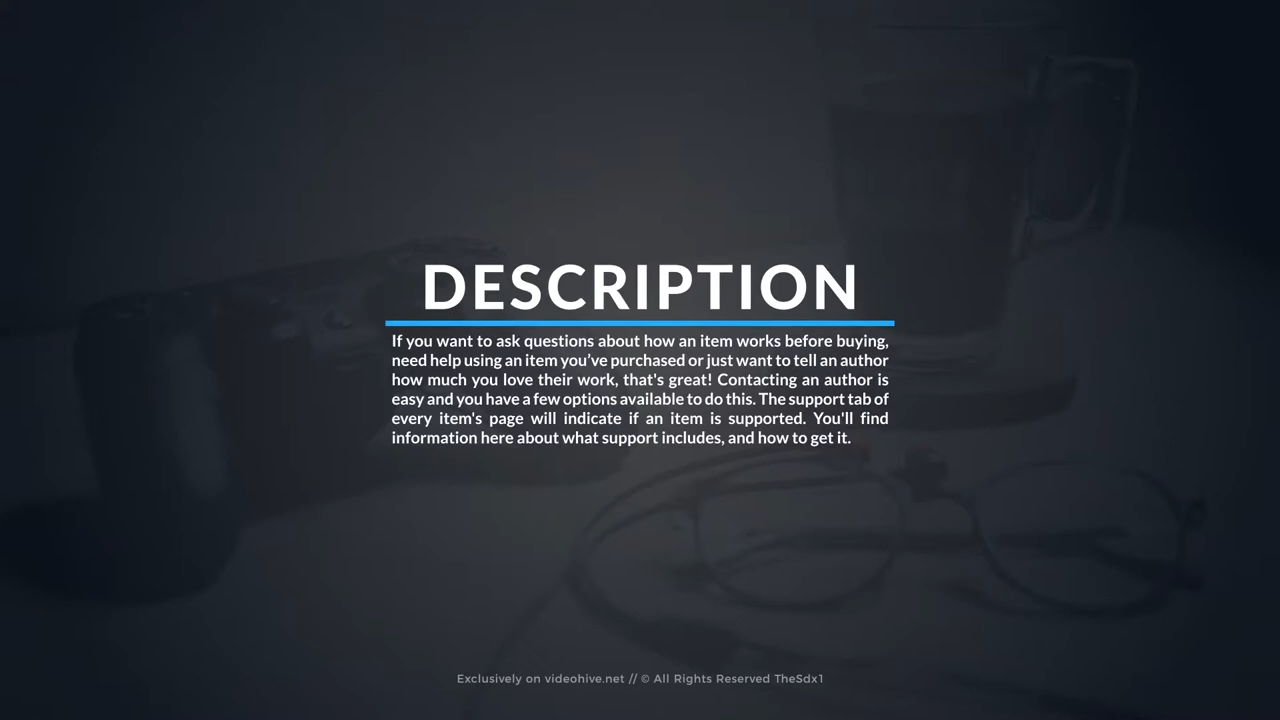 DESCRIPTION
If you want to ask questions about how an item works before buying,
need help using an item you’ve purchased or just want to tell an author
how much you love their work, that's great! Contacting an author is
easy and you have a few options available to do this. The support tab of
every item's page will indicate if an item is supported. You'll find
information here about what support includes, and how to get it.
Exclusively on videohive.net // © All Rights Reserved TheSdx1